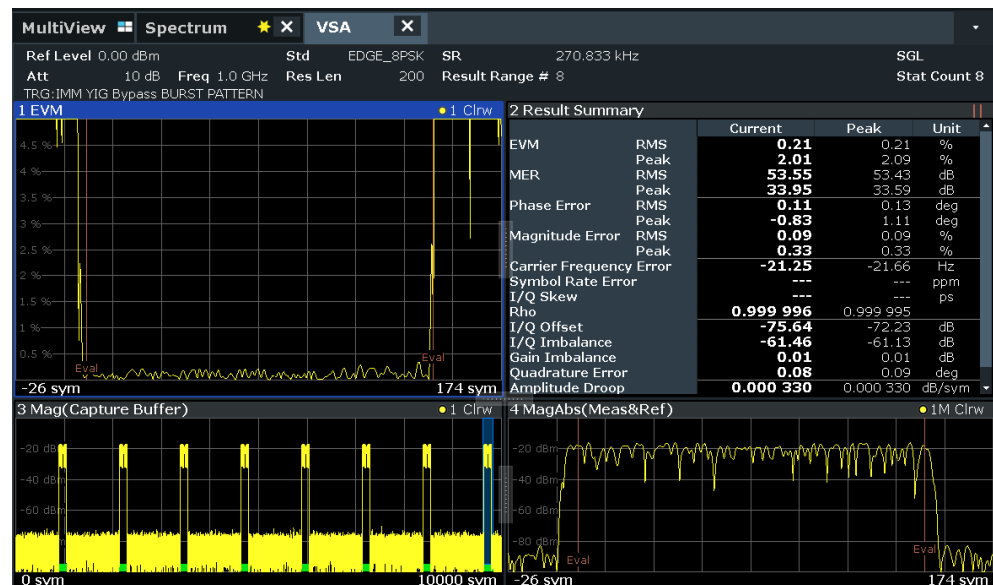 MultiView Spectrum VSA
Ref Level 0.00 dBm Std EDGE_8PSK SR 270.833 kHz SGL
Att 10 dB Freq 1.0 GHz Res Len 200 Result Range # 8 Stat Count 8
TRG:IMM YIG Bypass BURST PATTERN
1 EVM 1 Clrw
4.5 %
4 %
3.5 %
3 %
2.5 %
2 %
1.5 %
1 %
0.5 %
Eval Eval
-26 sym 174 sym
2 Result Summary
Current Peak Unit
EVM RMS 0.21 0.21 %
Peak 2.01 2.09 %
MER RMS 53.55 53.43 dB
Peak 33.95 33.59 dB
Phase Error RMS 0.11 0.13 deg
Peak -0.83 1.11 deg
Magnitude Error RMS 0.09 0.09 %
Peak 0.33 0.33 %
Carrier Frequency Error -21.25 -21.66 Hz
Symbol Rate Error --- --- ppm
I/Q Skew --- --- ps
Rho 0.999 996 0.999 995
I/Q Offset -75.64 -72.23 dB
I/Q Imbalance -61.46 -61.13 dB
Gain Imbalance 0.01 0.01 dB
Quadrature Error 0.08 0.09 deg
Amplitude Droop 0.000 330 0.000 330 dB/sym
3 Mag(Capture Buffer) 1 Clrw
-20 dBm
-40 dBm
-60 dBm
0 sym 10000 sym
4 MagAbs(Meas&Ref) 1M Clrw
-20 dBm
-40 dBm
-60 dBm
-80 dBm
Eval Eval
-26 sym 174 sym